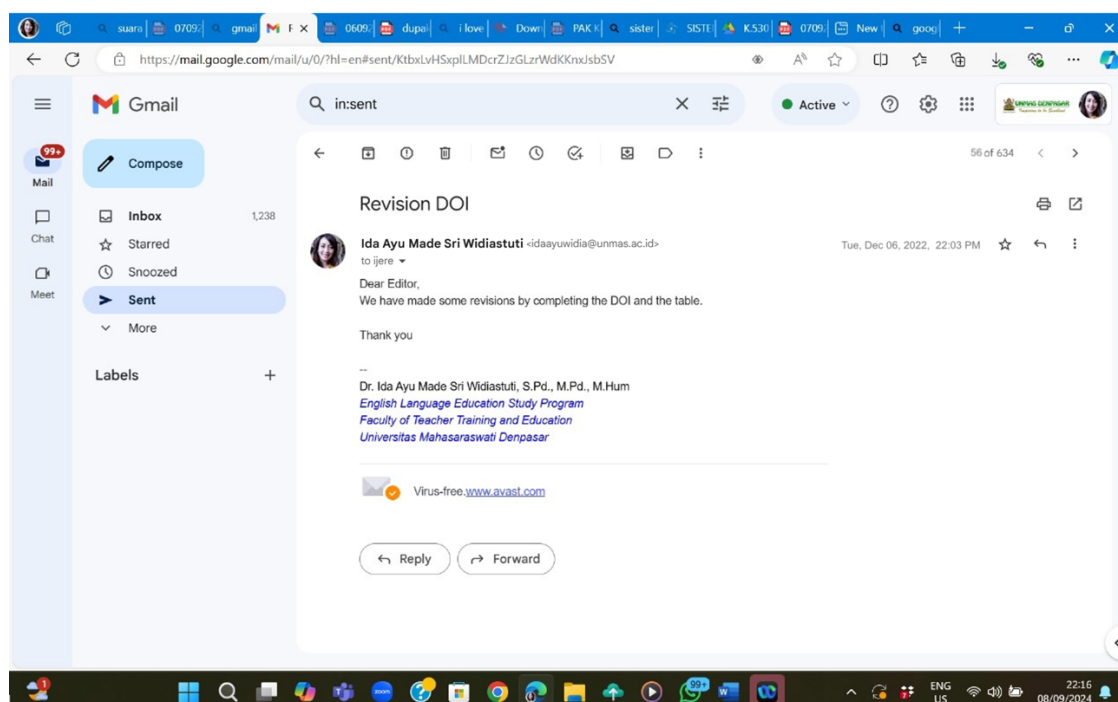 suara
0709
gmail
0609
dupai
i love
Down
PAK K
sister
SISTE
K.530
0709
New
goog
https://mail.google.com/mail/u/0/?hl=en#sent/KtbxLvHSxplLMDcrZJzGLzrWdKKnxJsbSV
Gmail
in:sent
Active
UNMAS DENPASAR
99+
Mail
Compose
56 of 634
Chat
Meet
Inbox 1,238
Starred
Snoozed
Sent
More
Labels
Revision DOI
Ida Ayu Made Sri Widiastuti <idaayuwidia@unmas.ac.id>
Tue, Dec 06, 2022, 22:03 PM
to ijere
Dear Editor,
We have made some revisions by completing the DOI and the table.
Thank you
--
Dr. Ida Ayu Made Sri Widiastuti, S.Pd., M.Pd., M.Hum
English Language Education Study Program
Faculty of Teacher Training and Education
Universitas Mahasaraswati Denpasar
Virus-free.www.avast.com
Reply
Forward
1
zoom
99+
ENG
US
22:16
08/09/2024